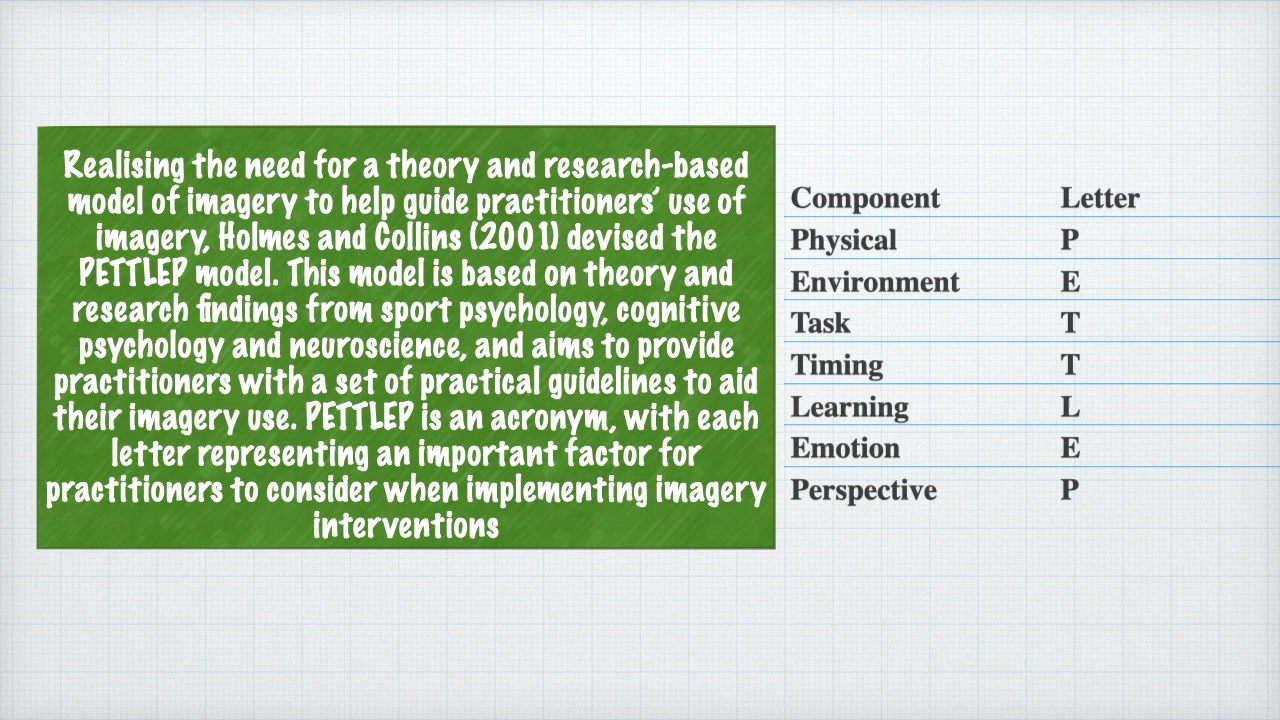 Realising the need for a theory and research-based
model of imagery to help guide practitioners’ use of
imagery, Holmes and Collins (2001) devised the
PETTLEP model. This model is based on theory and
research findings from sport psychology, cognitive
psychology and neuroscience, and aims to provide
practitioners with a set of practical guidelines to aid
their imagery use. PETTLEP is an acronym, with each
letter representing an important factor for
practitioners to consider when implementing imagery
interventions
Component Letter
Physical P
Environment E
Task T
Timing T
Learning L
Emotion E
Perspective P